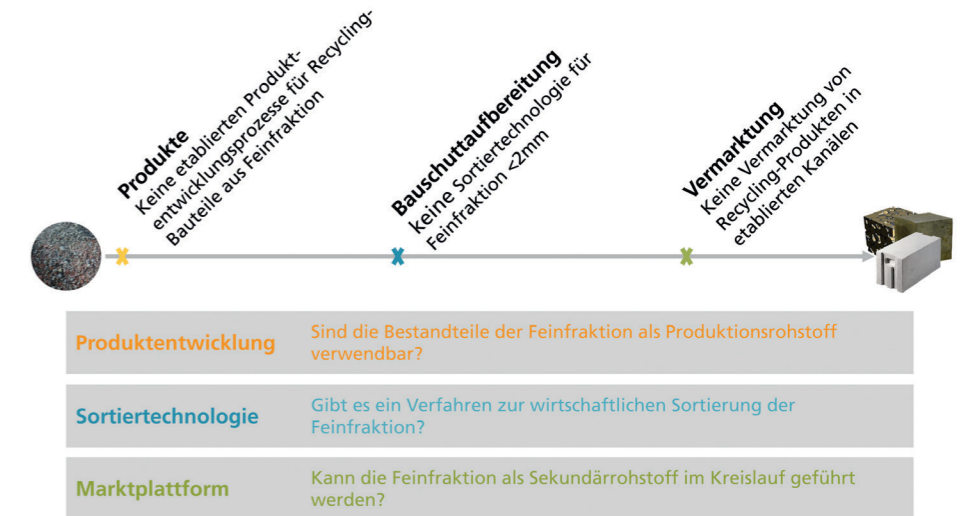 Produkte
Keine etablierten Produkt-
entwicklungsprozesse für Recycling-
Bauteile aus Feinfraktion
Bauschuttaufbereitung
keine Sortiertechnologie für
Feinfraktion <2mm
Vermarktung
Keine Vermarktung von
Recycling-Produkten in
etablierten Kanälen
Produktentwicklung
Sind die Bestandteile der Feinfraktion als Produktionsrohstoff
verwendbar?
Sortiertechnologie
Gibt es ein Verfahren zur wirtschaftlichen Sortierung der
Feinfraktion?
Marktplattform
Kann die Feinfraktion als Sekundärrohstoff im Kreislauf geführt
werden?